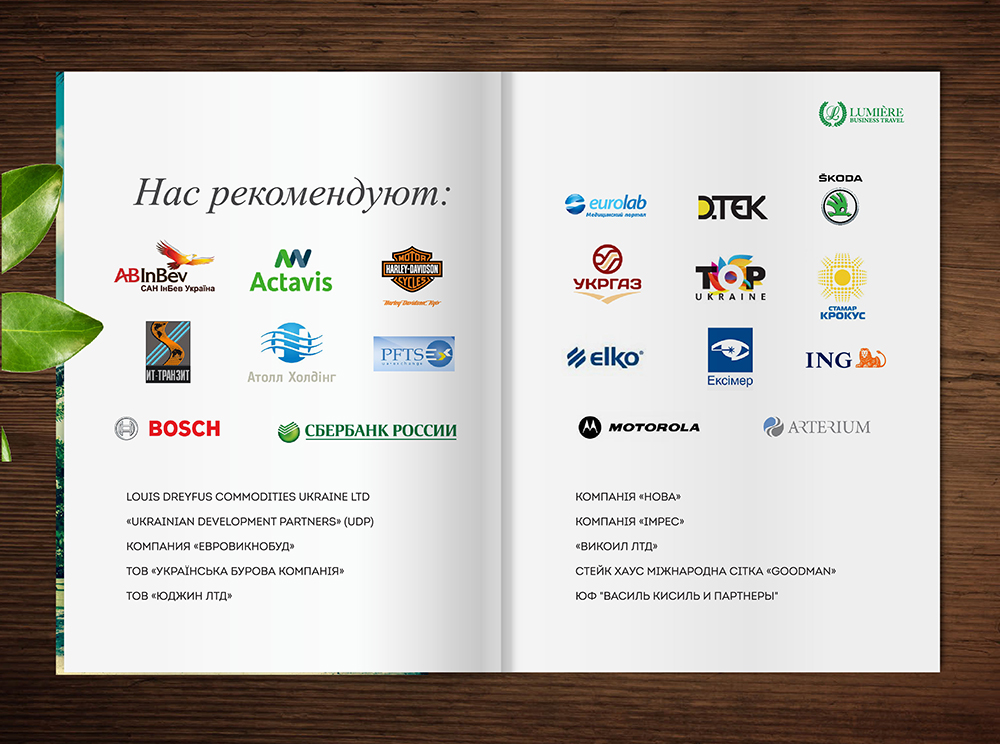 Нас рекомендуют:
ABInBev
САН ІнБев Україна
Actavis
MOTOR
HARLEY-DAVIDSON
CYCLES
ИТ·ТРАНЗИТ
Атолл Холдінг
PFTS
BOSCH
СБЕРБАНК РОССИИ
LOUIS DREYFUS COMMODITIES UKRAINE LTD
«UKRAINIAN DEVELOPMENT PARTNERS» (UDP)
КОМПАНИЯ «ЕВРОВИКНОБУД»
ТОВ «УКРАЇНСЬКА БУРОВА КОМПАНІЯ»
ТОВ «ЮДЖИН ЛТД»
L LUMIÈRE
BUSINESS TRAVEL
eurolab
Медицинский портал
D.TEK
ŠKODA
УКРГАЗ
TOP
UKRAINE
СТАМАР
КРОКУС
elko
Ексімер
ING
MOTOROLA
ARTERIUM
КОМПАНІЯ «НОВА»
КОМПАНІЯ «ІМРЕС»
«ВИКОИЛ ЛТД»
СТЕЙК ХАУС МІЖНАРОДНА СІТКА «GOODMAN»
ЮФ "ВАСИЛЬ КИСИЛЬ И ПАРТНЕРЫ"